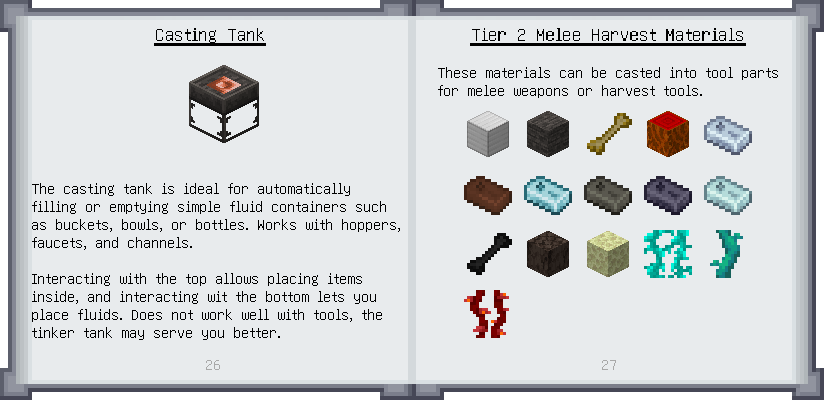 Casting Tank
The casting tank is ideal for automatically
filling or emptying simple fluid containers such
as buckets, bowls, or bottles. Works with hoppers,
faucets, and channels.
Interacting with the top allows placing items
inside, and interacting wit the bottom lets you
place fluids. Does not work well with tools, the
tinker tank may serve you better.
26
Tier 2 Melee Harvest Materials
These materials can be casted into tool parts
for melee weapons or harvest tools.
27